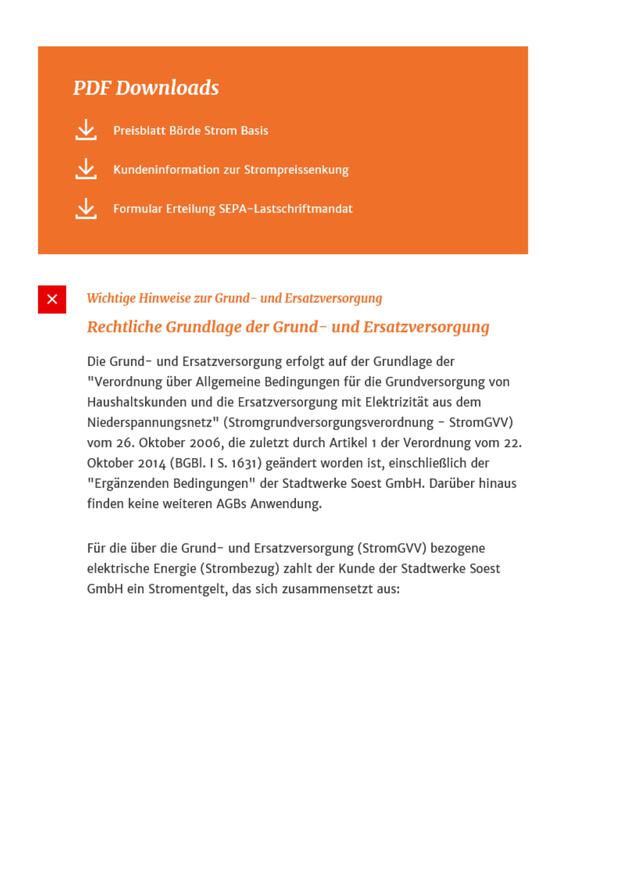 PDF Downloads
Preisblatt Börde Strom Basis
Kundeninformation zur Strompreissenkung
Formular Erteilung SEPA-Lastschriftmandat
Wichtige Hinweise zur Grund- und Ersatzversorgung
Rechtliche Grundlage der Grund- und Ersatzversorgung
Die Grund- und Ersatzversorgung erfolgt auf der Grundlage der
"Verordnung über Allgemeine Bedingungen für die Grundversorgung von
Haushaltskunden und die Ersatzversorgung mit Elektrizität aus dem
Niederspannungsnetz" (Stromgrundversorgungsverordnung - StromGVV)
vom 26. Oktober 2006, die zuletzt durch Artikel 1 der Verordnung vom 22.
Oktober 2014 (BGBl. I S. 1631) geändert worden ist, einschließlich der
"Ergänzenden Bedingungen" der Stadtwerke Soest GmbH. Darüber hinaus
finden keine weiteren AGBs Anwendung.
Für die über die Grund- und Ersatzversorgung (StromGVV) bezogene
elektrische Energie (Strombezug) zahlt der Kunde der Stadtwerke Soest
GmbH ein Stromentgelt, das sich zusammensetzt aus: